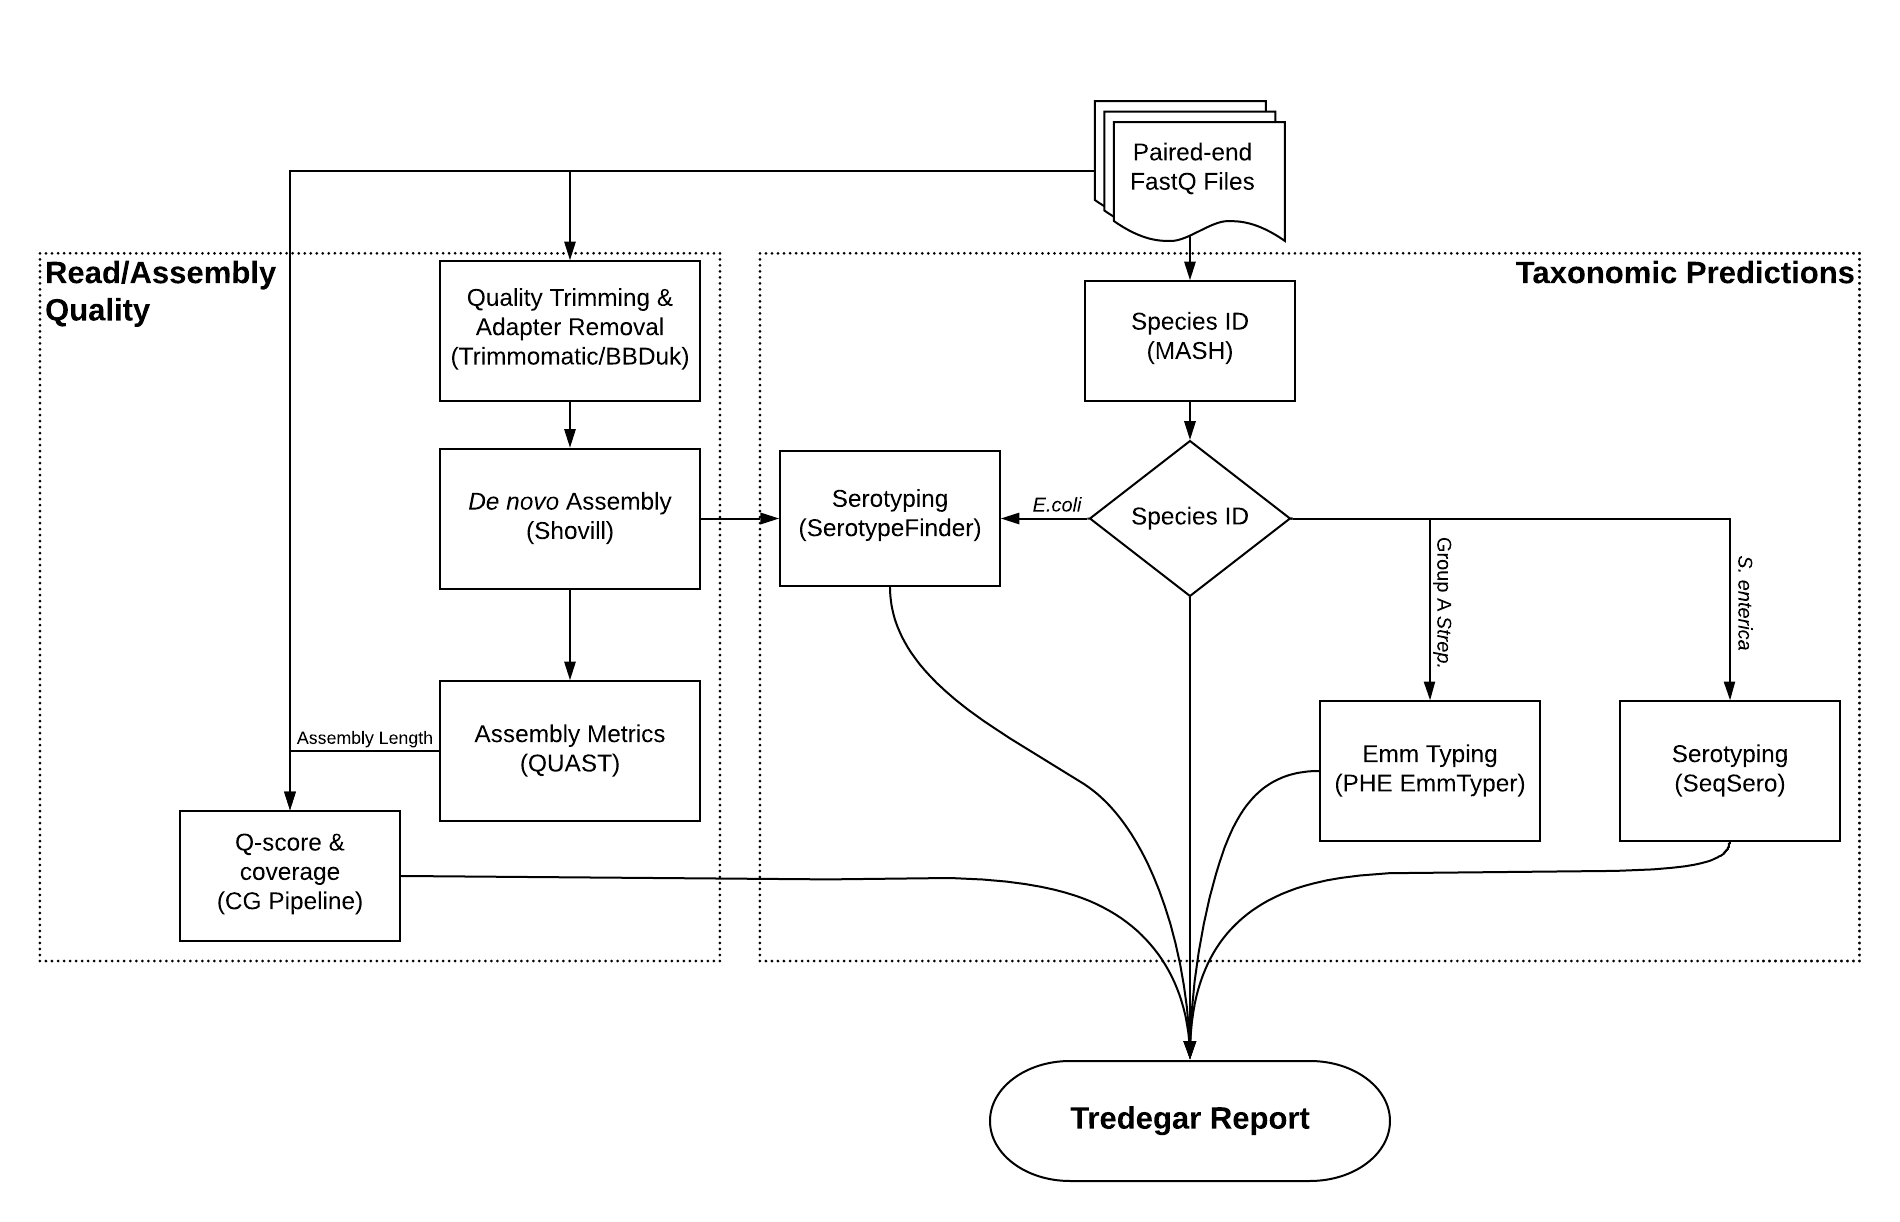 Paired-end
FastQ Files
Read/Assembly
Quality
Taxonomic Predictions
Quality Trimming &
Adapter Removal
(Trimmomatic/BBDuk)
Species ID
(MASH)
De novo Assembly
(Shovill)
Serotyping
(SerotypeFinder)
E.coli
Species ID
Group A Strep.
S. enterica
Assembly Metrics
(QUAST)
Assembly Length
Emm Typing
(PHE EmmTyper)
Serotyping
(SeqSero)
Q-score &
coverage
(CG Pipeline)
Tredegar Report